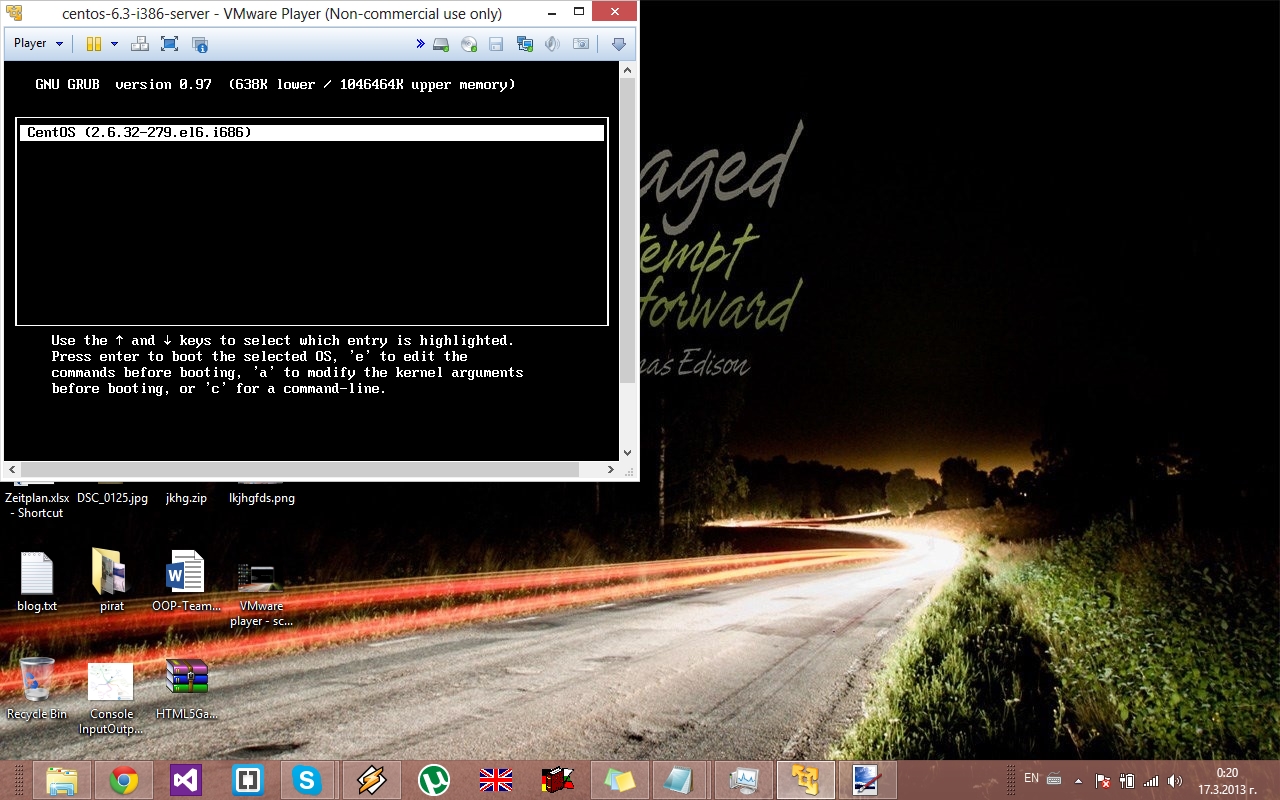 centos-6.3-i386-server - VMware Player (Non-commercial use only)
Player
GNU GRUB  version 0.97  (638K lower / 1046464K upper memory)
CentOS (2.6.32-279.el6.i686)
Use the ↑ and ↓ keys to select which entry is highlighted.
Press enter to boot the selected OS, 'e' to edit the
commands before booting, 'a' to modify the kernel arguments
before booting, or 'c' for a command-line.
aged
tempt
forward
mas Edison
Zeitplan.xlsx
- Shortcut
DSC_0125.jpg
jkhg.zip
lkjhgfds.png
blog.txt
pirat
OOP-Team...
VMware
player - sc...
Recycle Bin
Console
InputOutp...
HTML5Ga...
EN
0:20
17.3.2013 г.